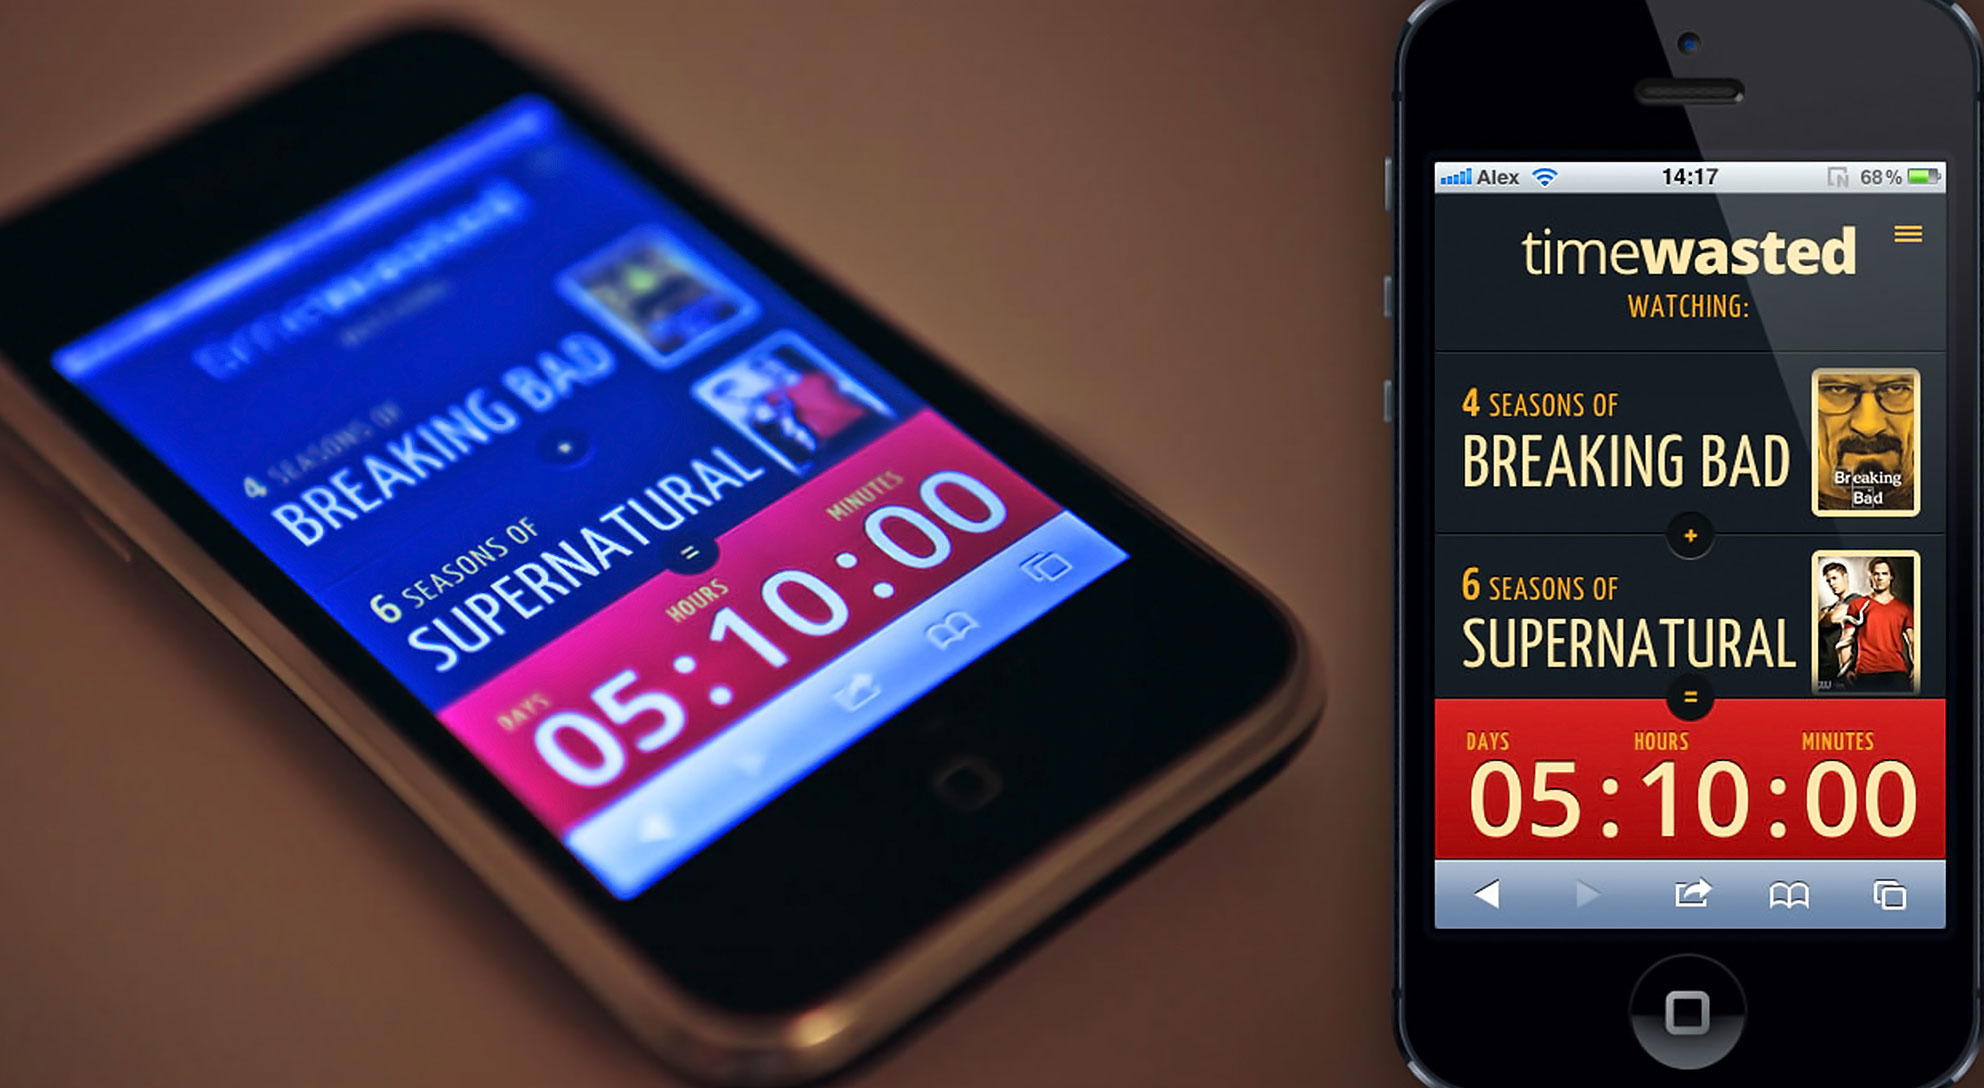 4 SEASONS OF
BREAKING BAD
6 SEASONS OF
SUPERNATURAL
=
DAYS HOURS MINUTES
05:10:00
Alex 14:17 68%
timewasted
WATCHING:
4 SEASONS OF
BREAKING BAD
Breaking
Bad
+
6 SEASONS OF
SUPERNATURAL
=
DAYS HOURS MINUTES
05:10:00